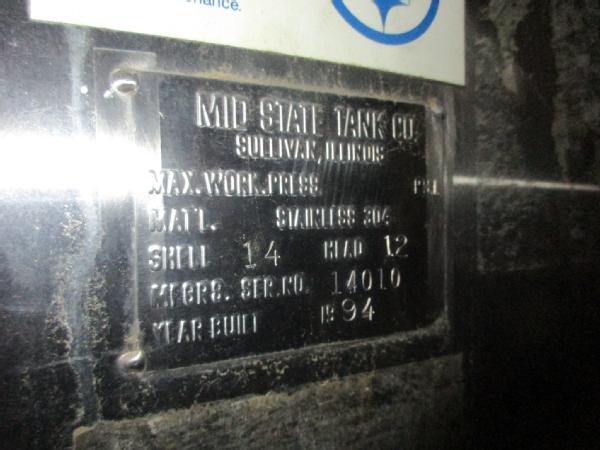 MID STATE TANK CO.
SULLIVAN, ILLINOIS
MAX. WORK. PRESS. PSI
MAT'L. STAINLESS 304
SHELL 14 HEAD 12
MFGRS. SER. NO. 14010
YEAR BUILT 1994